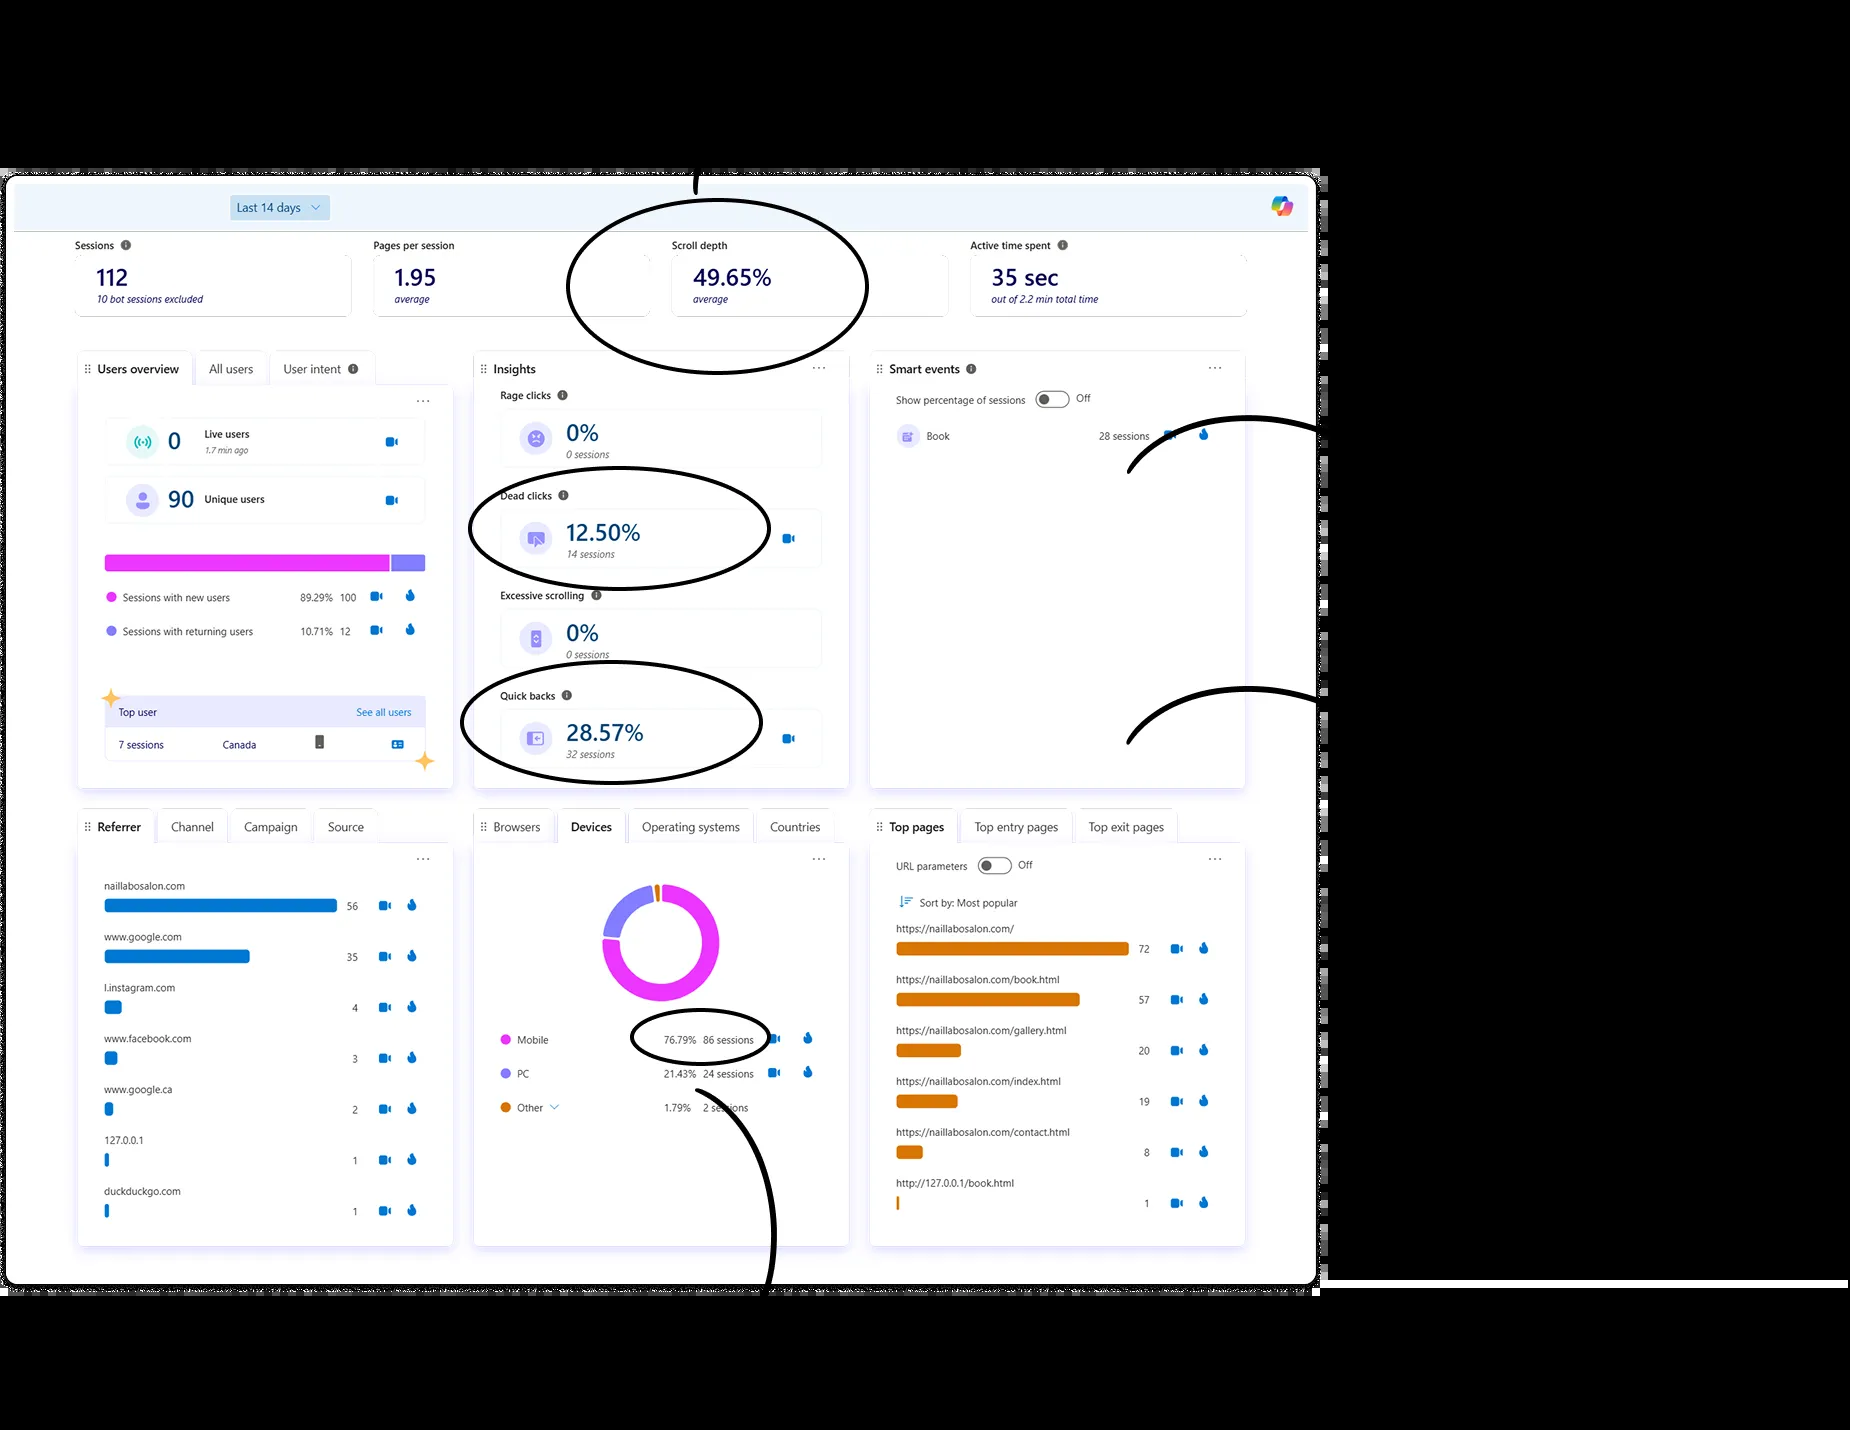 Last 14 days
Sessions
112
10 bot sessions excluded
Pages per session
1.95
average
Scroll depth
49.65%
average
Active time spent
35 sec
out of 2.2 min total time
Users overview
All users
User intent
0
Live users
1.7 min ago
90
Unique users
Sessions with new users 89.29% 100
Sessions with returning users 10.71% 12
Top user See all users
7 sessions Canada
Insights
Rage clicks
0%
0 sessions
Dead clicks
12.50%
14 sessions
Excessive scrolling
0%
0 sessions
Quick backs
28.57%
32 sessions
Smart events
Show percentage of sessions Off
Book 28 sessions
Referrer
Channel
Campaign
Source
naillabosalon.com
56
www.google.com
35
l.instagram.com
4
www.facebook.com
3
www.google.ca
2
127.0.0.1
1
duckduckgo.com
1
Browsers
Devices
Operating systems
Countries
Mobile 76.79% 86 sessions
PC 21.43% 24 sessions
Other 1.79% 2 sessions
Top pages
Top entry pages
Top exit pages
URL parameters Off
Sort by: Most popular
https://naillabosalon.com/
72
https://naillabosalon.com/book.html
57
https://naillabosalon.com/gallery.html
20
https://naillabosalon.com/index.html
19
https://naillabosalon.com/contact.html
8
http://127.0.0.1/book.html
1